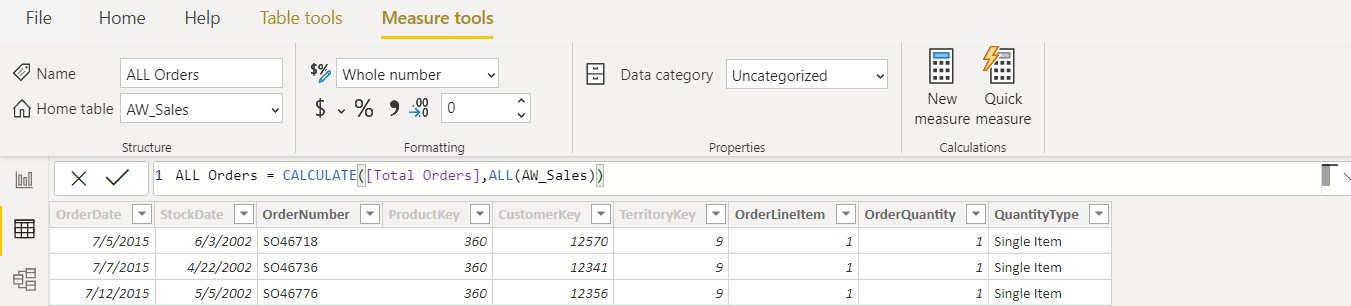 File Home Help Table tools Measure tools
Name ALL Orders $% Whole number Data category Uncategorized
Home table AW_Sales $ % , .00 →0 0 New measure Quick measure
Structure Formatting Properties Calculations
1 ALL Orders = CALCULATE([Total Orders],ALL(AW_Sales))
OrderDate StockDate OrderNumber ProductKey CustomerKey TerritoryKey OrderLineItem OrderQuantity QuantityType
7/5/2015 6/3/2002 SO46718 360 12570 9 1 1 Single Item
7/7/2015 4/22/2002 SO46736 360 12341 9 1 1 Single Item
7/12/2015 5/5/2002 SO46776 360 12356 9 1 1 Single Item